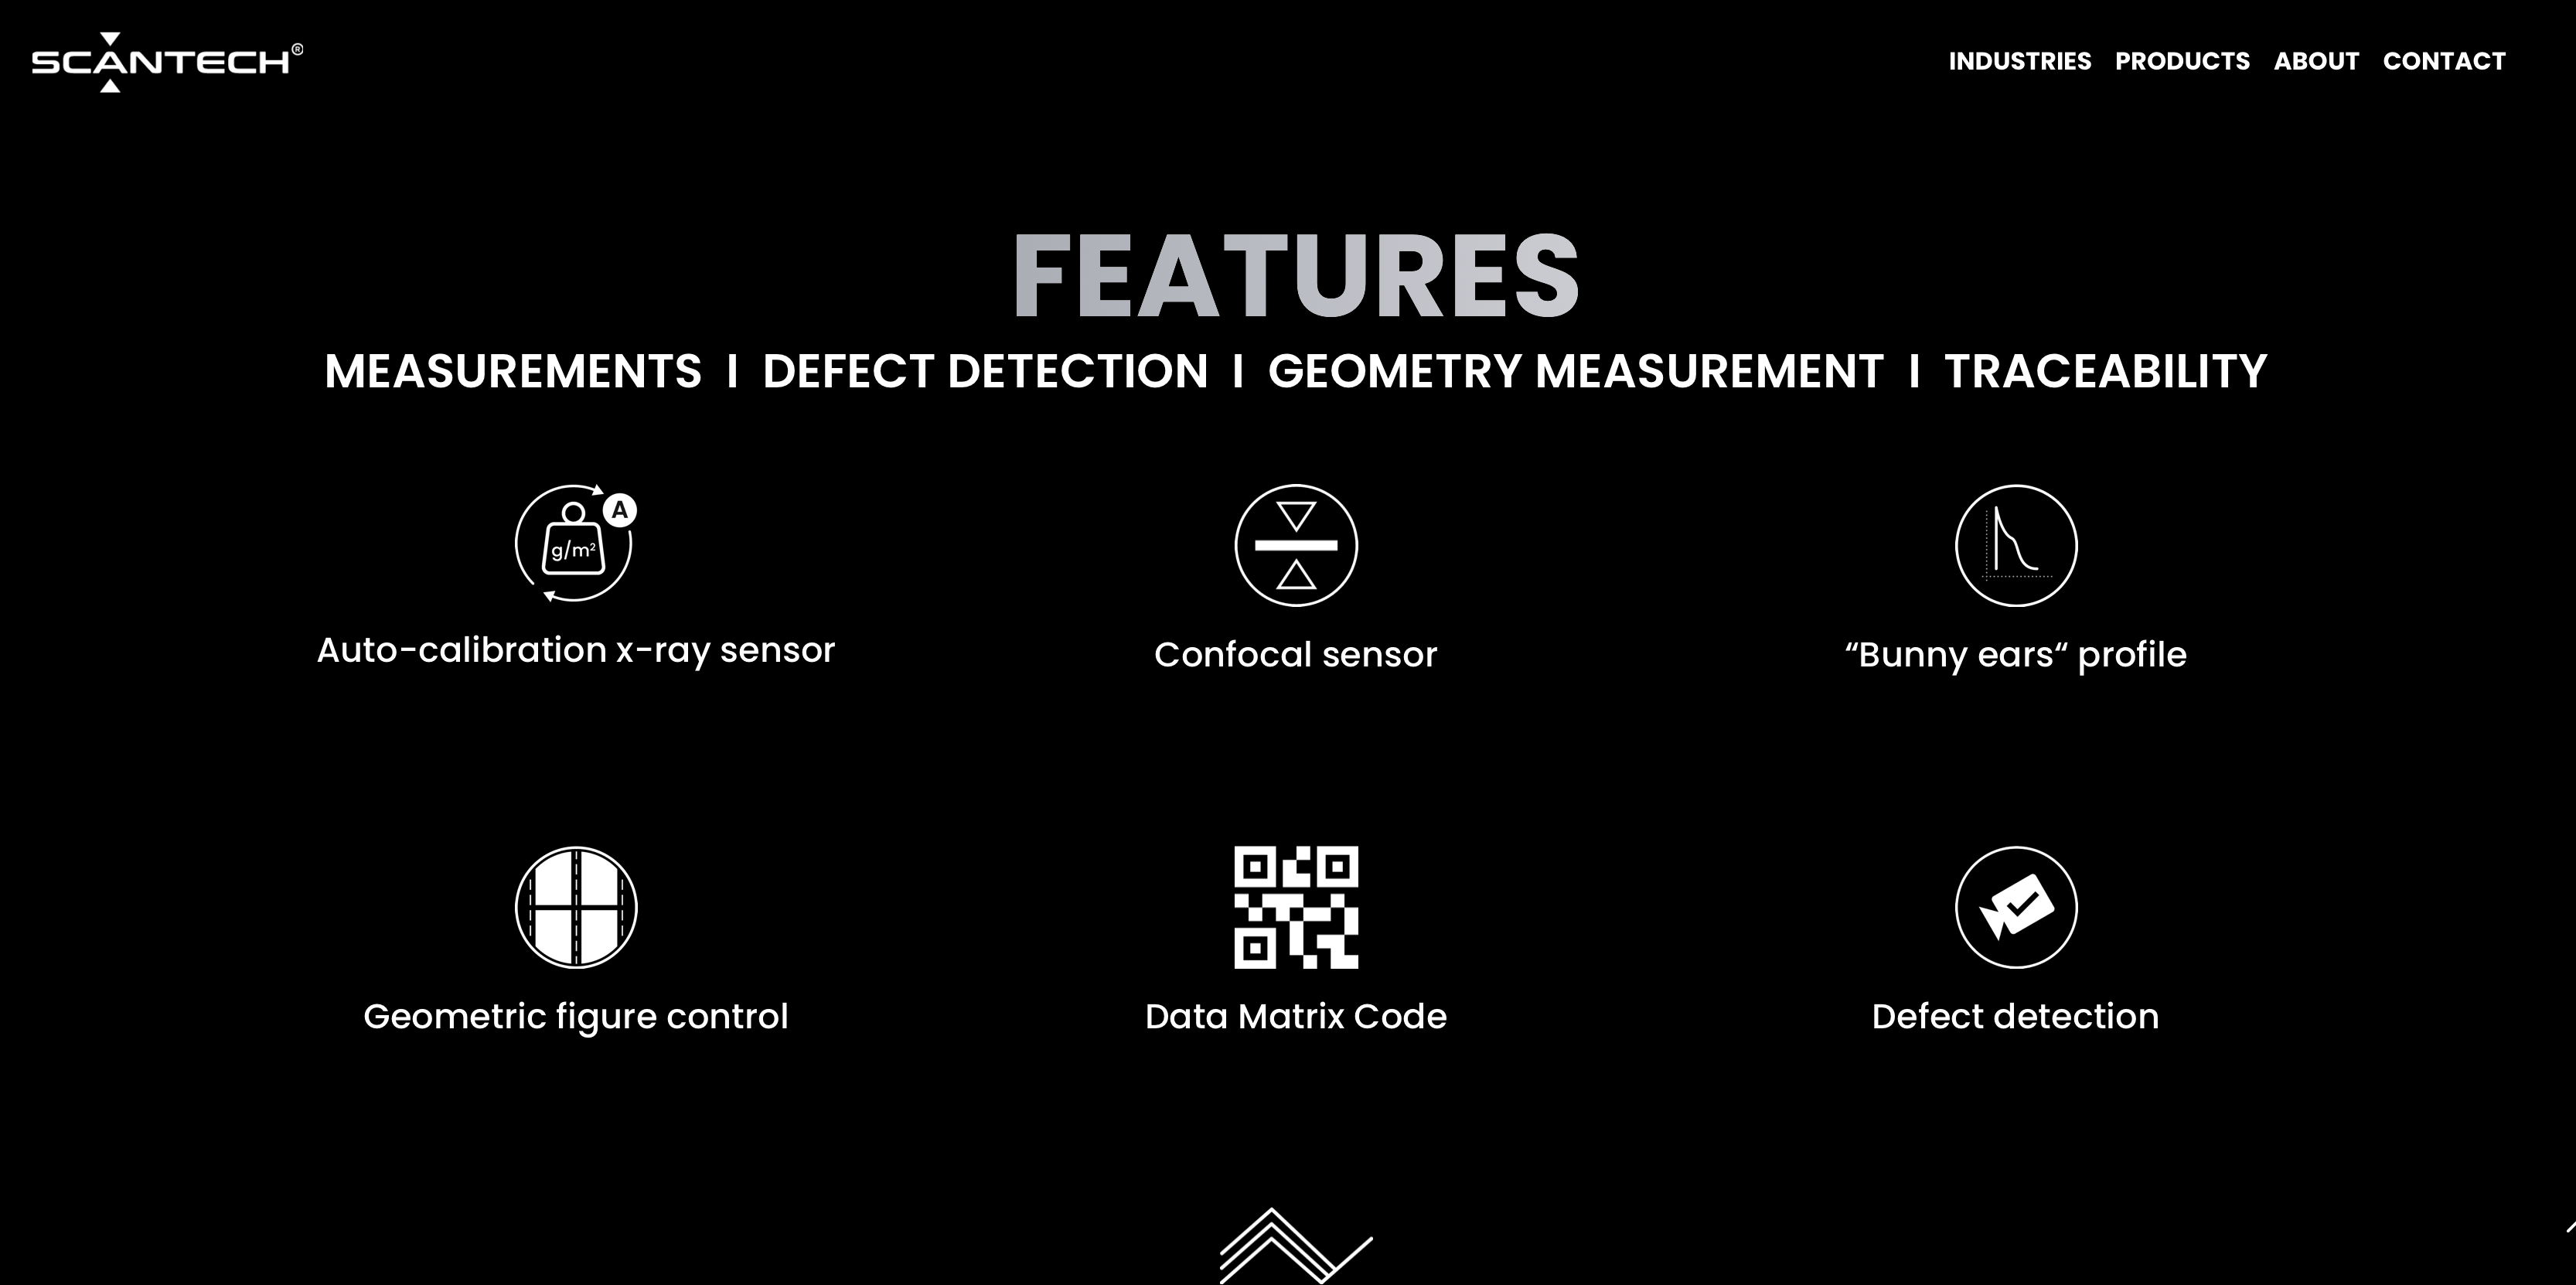 SCANTECH®
INDUSTRIES PRODUCTS ABOUT CONTACT
FEATURES
MEASUREMENTS I DEFECT DETECTION I GEOMETRY MEASUREMENT I TRACEABILITY
A
g/m²
Auto-calibration x-ray sensor
Confocal sensor
“Bunny ears“ profile
Geometric figure control
Data Matrix Code
Defect detection